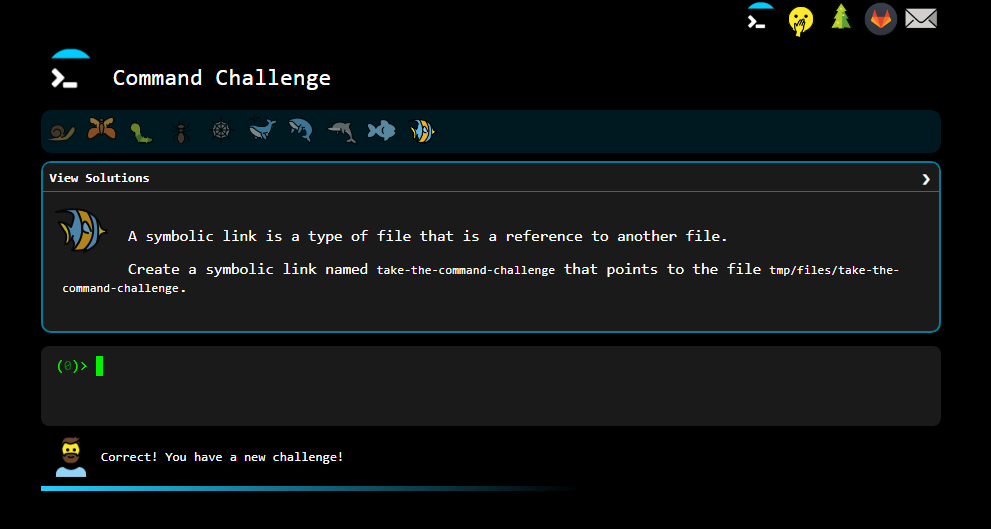 Command Challenge
View Solutions
A symbolic link is a type of file that is a reference to another file.
Create a symbolic link named take-the-command-challenge that points to the file tmp/files/take-the-
command-challenge.
(0)>
Correct! You have a new challenge!